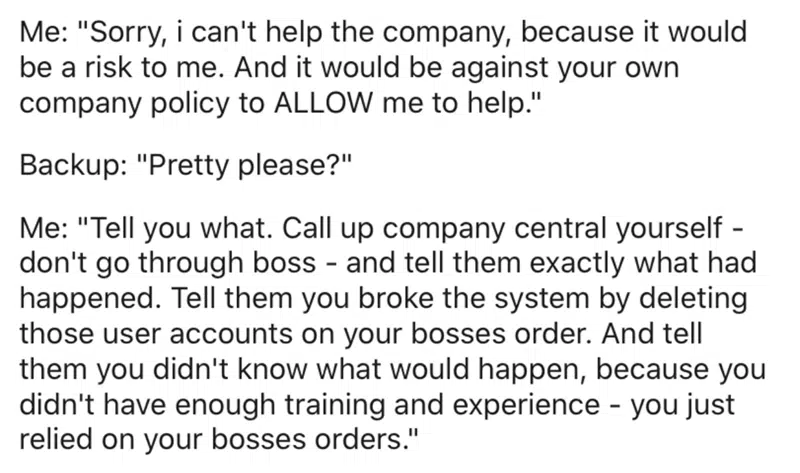 Me: "Sorry, i can't help the company, because it would
be a risk to me. And it would be against your own
company policy to ALLOW me to help."
Backup: "Pretty please?"
Me: "Tell you what. Call up company central yourself -
don't go through boss - and tell them exactly what had
happened. Tell them you broke the system by deleting
those user accounts on your bosses order. And tell
them you didn't know what would happen, because you
didn't have enough training and experience - you just
relied on your bosses orders."